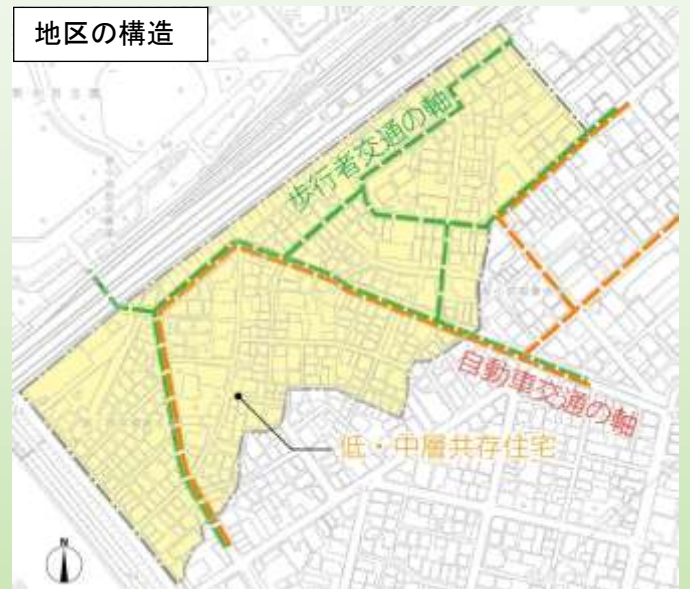 地区の構造
歩行者交通の軸
自動車交通の軸
低・中層共存住宅
N